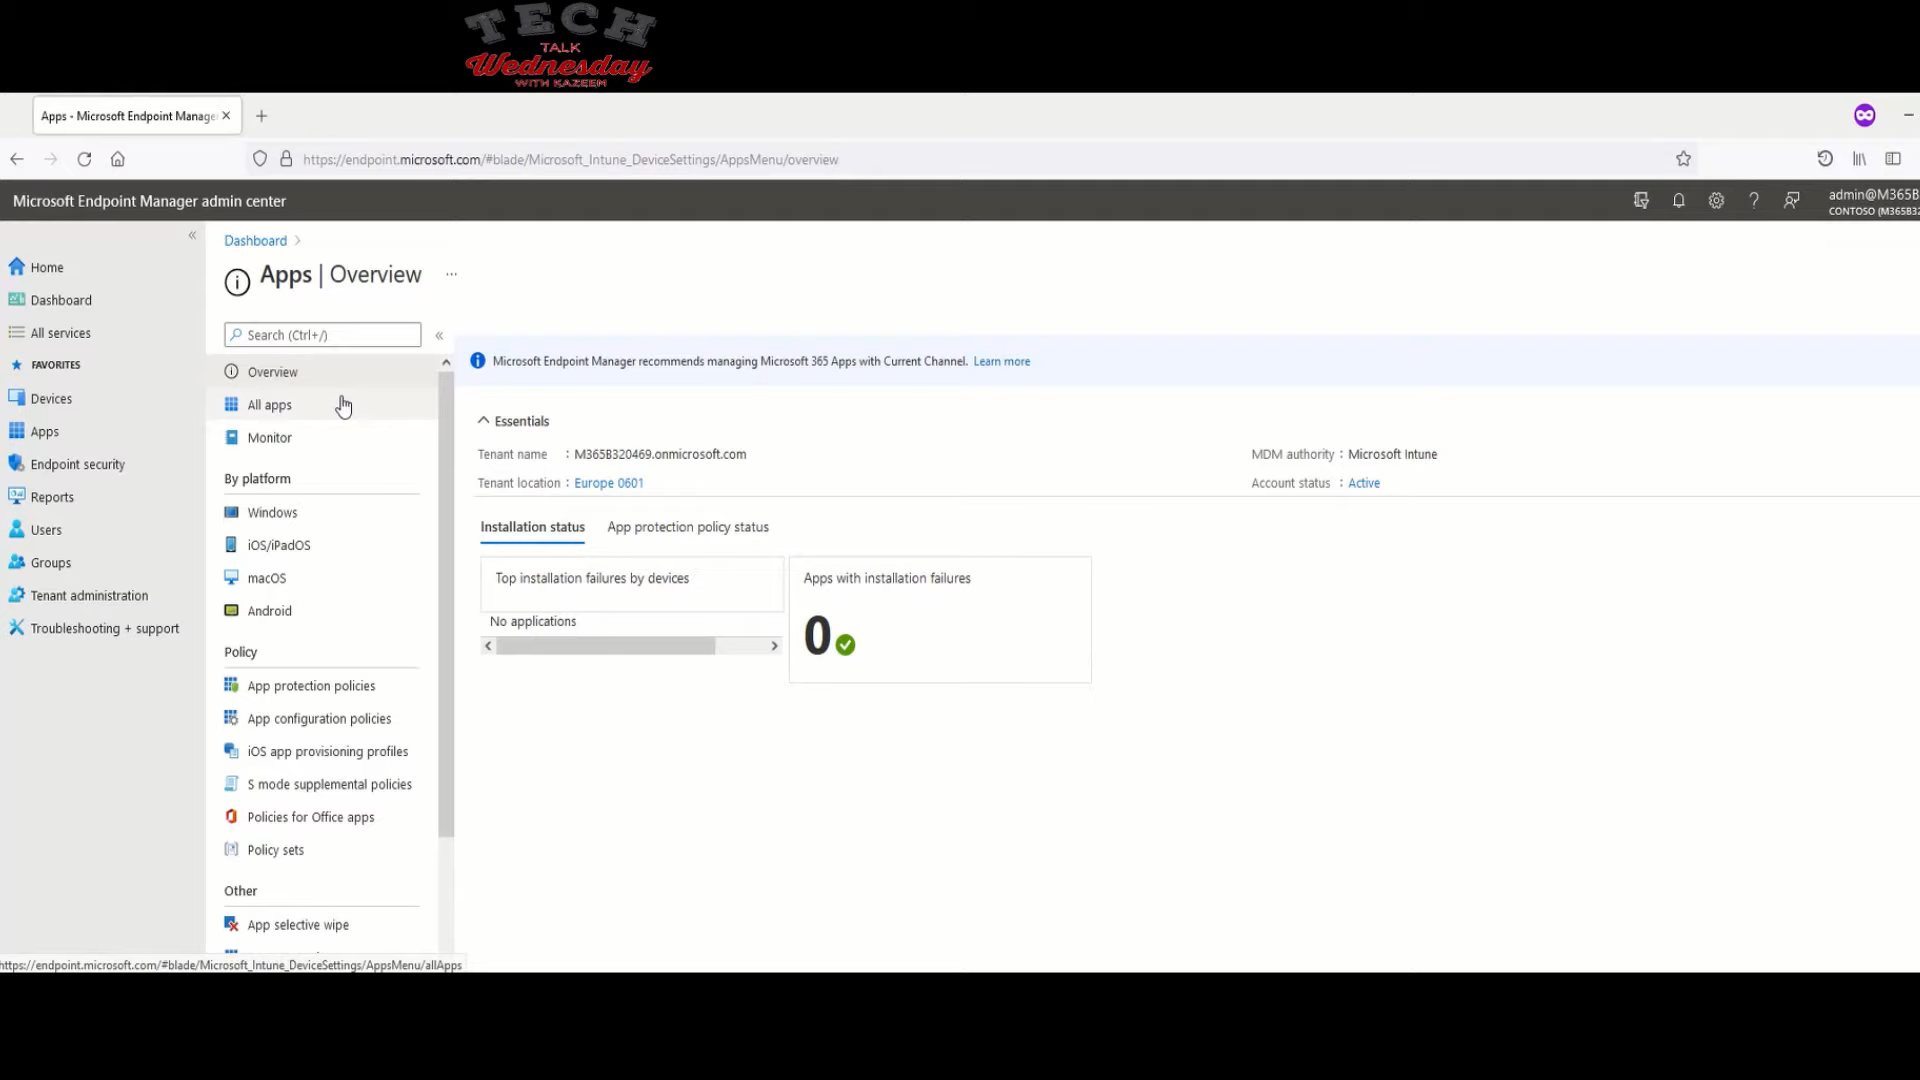 TECH
TALK
Wednesday
WITH KAZEEM
Apps - Microsoft Endpoint Manage
https://endpoint.microsoft.com/#blade/Microsoft_Intune_DeviceSettings/AppsMenu/overview
Microsoft Endpoint Manager admin center
admin@M365B
CONTOSO (M365B32
Home
Dashboard
All services
FAVORITES
Devices
Apps
Endpoint security
Reports
Users
Groups
Tenant administration
Troubleshooting + support
Dashboard
Apps | Overview
Search (Ctrl+/)
Overview
All apps
Monitor
By platform
Windows
iOS/iPadOS
macOS
Android
Policy
App protection policies
App configuration policies
iOS app provisioning profiles
S mode supplemental policies
Policies for Office apps
Policy sets
Other
App selective wipe
Microsoft Endpoint Manager recommends managing Microsoft 365 Apps with Current Channel. Learn more
Essentials
Tenant name : M365B320469.onmicrosoft.com
Tenant location : Europe 0601
MDM authority : Microsoft Intune
Account status : Active
Installation status App protection policy status
Top installation failures by devices
No applications
Apps with installation failures
0
https://endpoint.microsoft.com/#blade/Microsoft_Intune_DeviceSettings/AppsMenu/allApps